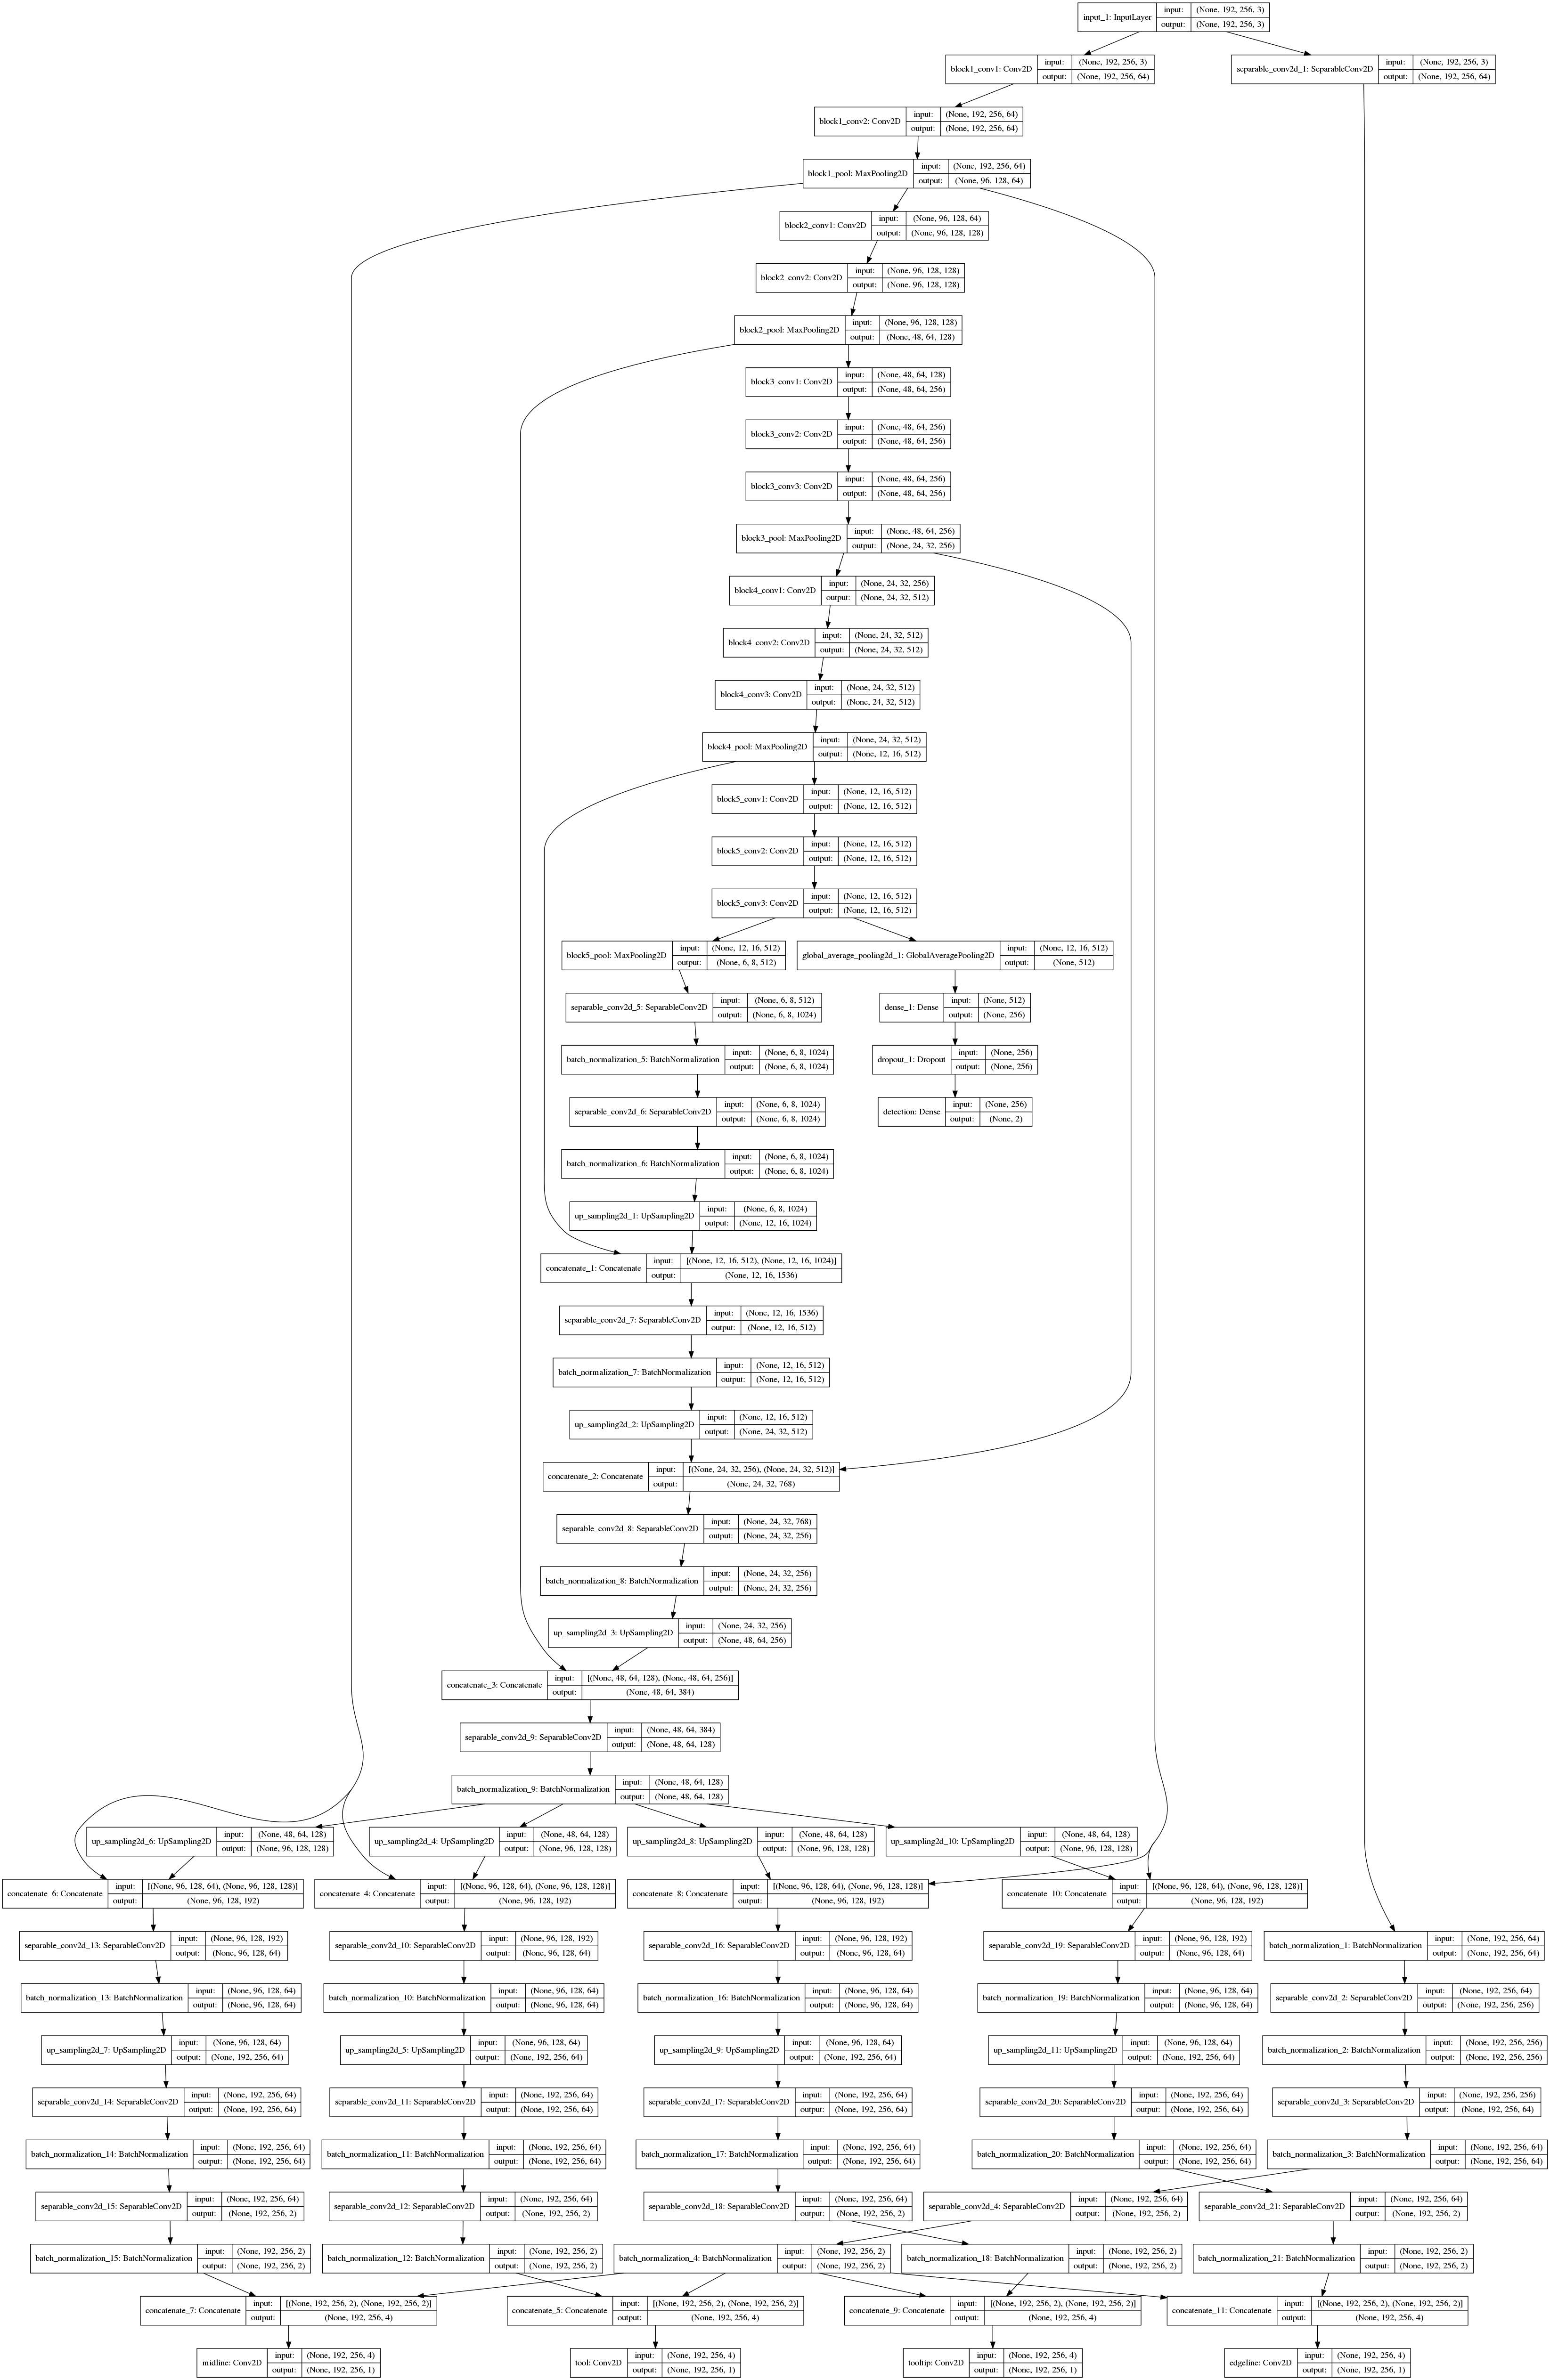 input_1: InputLayer
input: (None, 192, 256, 3)
output: (None, 192, 256, 3)
block1_conv1: Conv2D
input: (None, 192, 256, 3)
output: (None, 192, 256, 64)
separable_conv2d_1: SeparableConv2D
input: (None, 192, 256, 3)
output: (None, 192, 256, 64)
block1_conv2: Conv2D
input: (None, 192, 256, 64)
output: (None, 192, 256, 64)
block1_pool: MaxPooling2D
input: (None, 192, 256, 64)
output: (None, 96, 128, 64)
block2_conv1: Conv2D
input: (None, 96, 128, 64)
output: (None, 96, 128, 128)
block2_conv2: Conv2D
input: (None, 96, 128, 128)
output: (None, 96, 128, 128)
block2_pool: MaxPooling2D
input: (None, 96, 128, 128)
output: (None, 48, 64, 128)
block3_conv1: Conv2D
input: (None, 48, 64, 128)
output: (None, 48, 64, 256)
block3_conv2: Conv2D
input: (None, 48, 64, 256)
output: (None, 48, 64, 256)
block3_conv3: Conv2D
input: (None, 48, 64, 256)
output: (None, 48, 64, 256)
block3_pool: MaxPooling2D
input: (None, 48, 64, 256)
output: (None, 24, 32, 256)
block4_conv1: Conv2D
input: (None, 24, 32, 256)
output: (None, 24, 32, 512)
block4_conv2: Conv2D
input: (None, 24, 32, 512)
output: (None, 24, 32, 512)
block4_conv3: Conv2D
input: (None, 24, 32, 512)
output: (None, 24, 32, 512)
block4_pool: MaxPooling2D
input: (None, 24, 32, 512)
output: (None, 12, 16, 512)
block5_conv1: Conv2D
input: (None, 12, 16, 512)
output: (None, 12, 16, 512)
block5_conv2: Conv2D
input: (None, 12, 16, 512)
output: (None, 12, 16, 512)
block5_conv3: Conv2D
input: (None, 12, 16, 512)
output: (None, 12, 16, 512)
block5_pool: MaxPooling2D
input: (None, 12, 16, 512)
output: (None, 6, 8, 512)
global_average_pooling2d_1: GlobalAveragePooling2D
input: (None, 12, 16, 512)
output: (None, 512)
separable_conv2d_5: SeparableConv2D
input: (None, 6, 8, 512)
output: (None, 6, 8, 1024)
dense_1: Dense
input: (None, 512)
output: (None, 256)
batch_normalization_5: BatchNormalization
input: (None, 6, 8, 1024)
output: (None, 6, 8, 1024)
dropout_1: Dropout
input: (None, 256)
output: (None, 256)
separable_conv2d_6: SeparableConv2D
input: (None, 6, 8, 1024)
output: (None, 6, 8, 1024)
detection: Dense
input: (None, 256)
output: (None, 2)
batch_normalization_6: BatchNormalization
input: (None, 6, 8, 1024)
output: (None, 6, 8, 1024)
up_sampling2d_1: UpSampling2D
input: (None, 6, 8, 1024)
output: (None, 12, 16, 1024)
concatenate_1: Concatenate
input: [(None, 12, 16, 512), (None, 12, 16, 1024)]
output: (None, 12, 16, 1536)
separable_conv2d_7: SeparableConv2D
input: (None, 12, 16, 1536)
output: (None, 12, 16, 512)
batch_normalization_7: BatchNormalization
input: (None, 12, 16, 512)
output: (None, 12, 16, 512)
up_sampling2d_2: UpSampling2D
input: (None, 12, 16, 512)
output: (None, 24, 32, 512)
concatenate_2: Concatenate
input: [(None, 24, 32, 256), (None, 24, 32, 512)]
output: (None, 24, 32, 768)
separable_conv2d_8: SeparableConv2D
input: (None, 24, 32, 768)
output: (None, 24, 32, 256)
batch_normalization_8: BatchNormalization
input: (None, 24, 32, 256)
output: (None, 24, 32, 256)
up_sampling2d_3: UpSampling2D
input: (None, 24, 32, 256)
output: (None, 48, 64, 256)
concatenate_3: Concatenate
input: [(None, 48, 64, 128), (None, 48, 64, 256)]
output: (None, 48, 64, 384)
separable_conv2d_9: SeparableConv2D
input: (None, 48, 64, 384)
output: (None, 48, 64, 128)
batch_normalization_9: BatchNormalization
input: (None, 48, 64, 128)
output: (None, 48, 64, 128)
up_sampling2d_6: UpSampling2D
input: (None, 48, 64, 128)
output: (None, 96, 128, 128)
up_sampling2d_4: UpSampling2D
input: (None, 48, 64, 128)
output: (None, 96, 128, 128)
up_sampling2d_8: UpSampling2D
input: (None, 48, 64, 128)
output: (None, 96, 128, 128)
up_sampling2d_10: UpSampling2D
input: (None, 48, 64, 128)
output: (None, 96, 128, 128)
concatenate_6: Concatenate
input: [(None, 96, 128, 64), (None, 96, 128, 128)]
output: (None, 96, 128, 192)
concatenate_4: Concatenate
input: [(None, 96, 128, 64), (None, 96, 128, 128)]
output: (None, 96, 128, 192)
concatenate_8: Concatenate
input: [(None, 96, 128, 64), (None, 96, 128, 128)]
output: (None, 96, 128, 192)
concatenate_10: Concatenate
input: [(None, 96, 128, 64), (None, 96, 128, 128)]
output: (None, 96, 128, 192)
separable_conv2d_13: SeparableConv2D
input: (None, 96, 128, 192)
output: (None, 96, 128, 64)
separable_conv2d_10: SeparableConv2D
input: (None, 96, 128, 192)
output: (None, 96, 128, 64)
separable_conv2d_16: SeparableConv2D
input: (None, 96, 128, 192)
output: (None, 96, 128, 64)
separable_conv2d_19: SeparableConv2D
input: (None, 96, 128, 192)
output: (None, 96, 128, 64)
batch_normalization_1: BatchNormalization
input: (None, 192, 256, 64)
output: (None, 192, 256, 64)
batch_normalization_13: BatchNormalization
input: (None, 96, 128, 64)
output: (None, 96, 128, 64)
batch_normalization_10: BatchNormalization
input: (None, 96, 128, 64)
output: (None, 96, 128, 64)
batch_normalization_16: BatchNormalization
input: (None, 96, 128, 64)
output: (None, 96, 128, 64)
batch_normalization_19: BatchNormalization
input: (None, 96, 128, 64)
output: (None, 96, 128, 64)
separable_conv2d_2: SeparableConv2D
input: (None, 192, 256, 64)
output: (None, 192, 256, 256)
up_sampling2d_7: UpSampling2D
input: (None, 96, 128, 64)
output: (None, 192, 256, 64)
up_sampling2d_5: UpSampling2D
input: (None, 96, 128, 64)
output: (None, 192, 256, 64)
up_sampling2d_9: UpSampling2D
input: (None, 96, 128, 64)
output: (None, 192, 256, 64)
up_sampling2d_11: UpSampling2D
input: (None, 96, 128, 64)
output: (None, 192, 256, 64)
batch_normalization_2: BatchNormalization
input: (None, 192, 256, 256)
output: (None, 192, 256, 256)
separable_conv2d_14: SeparableConv2D
input: (None, 192, 256, 64)
output: (None, 192, 256, 64)
separable_conv2d_11: SeparableConv2D
input: (None, 192, 256, 64)
output: (None, 192, 256, 64)
separable_conv2d_17: SeparableConv2D
input: (None, 192, 256, 64)
output: (None, 192, 256, 64)
separable_conv2d_20: SeparableConv2D
input: (None, 192, 256, 64)
output: (None, 192, 256, 64)
separable_conv2d_3: SeparableConv2D
input: (None, 192, 256, 256)
output: (None, 192, 256, 64)
batch_normalization_14: BatchNormalization
input: (None, 192, 256, 64)
output: (None, 192, 256, 64)
batch_normalization_11: BatchNormalization
input: (None, 192, 256, 64)
output: (None, 192, 256, 64)
batch_normalization_17: BatchNormalization
input: (None, 192, 256, 64)
output: (None, 192, 256, 64)
batch_normalization_20: BatchNormalization
input: (None, 192, 256, 64)
output: (None, 192, 256, 64)
batch_normalization_3: BatchNormalization
input: (None, 192, 256, 64)
output: (None, 192, 256, 64)
separable_conv2d_15: SeparableConv2D
input: (None, 192, 256, 64)
output: (None, 192, 256, 2)
separable_conv2d_12: SeparableConv2D
input: (None, 192, 256, 64)
output: (None, 192, 256, 2)
separable_conv2d_18: SeparableConv2D
input: (None, 192, 256, 64)
output: (None, 192, 256, 2)
separable_conv2d_4: SeparableConv2D
input: (None, 192, 256, 64)
output: (None, 192, 256, 2)
separable_conv2d_21: SeparableConv2D
input: (None, 192, 256, 64)
output: (None, 192, 256, 2)
batch_normalization_15: BatchNormalization
input: (None, 192, 256, 2)
output: (None, 192, 256, 2)
batch_normalization_12: BatchNormalization
input: (None, 192, 256, 2)
output: (None, 192, 256, 2)
batch_normalization_4: BatchNormalization
input: (None, 192, 256, 2)
output: (None, 192, 256, 2)
batch_normalization_18: BatchNormalization
input: (None, 192, 256, 2)
output: (None, 192, 256, 2)
batch_normalization_21: BatchNormalization
input: (None, 192, 256, 2)
output: (None, 192, 256, 2)
concatenate_7: Concatenate
input: [(None, 192, 256, 2), (None, 192, 256, 2)]
output: (None, 192, 256, 4)
concatenate_5: Concatenate
input: [(None, 192, 256, 2), (None, 192, 256, 2)]
output: (None, 192, 256, 4)
concatenate_9: Concatenate
input: [(None, 192, 256, 2), (None, 192, 256, 2)]
output: (None, 192, 256, 4)
concatenate_11: Concatenate
input: [(None, 192, 256, 2), (None, 192, 256, 2)]
output: (None, 192, 256, 4)
midline: Conv2D
input: (None, 192, 256, 4)
output: (None, 192, 256, 1)
tool: Conv2D
input: (None, 192, 256, 4)
output: (None, 192, 256, 1)
tooltip: Conv2D
input: (None, 192, 256, 4)
output: (None, 192, 256, 1)
edgeline: Conv2D
input: (None, 192, 256, 4)
output: (None, 192, 256, 1)